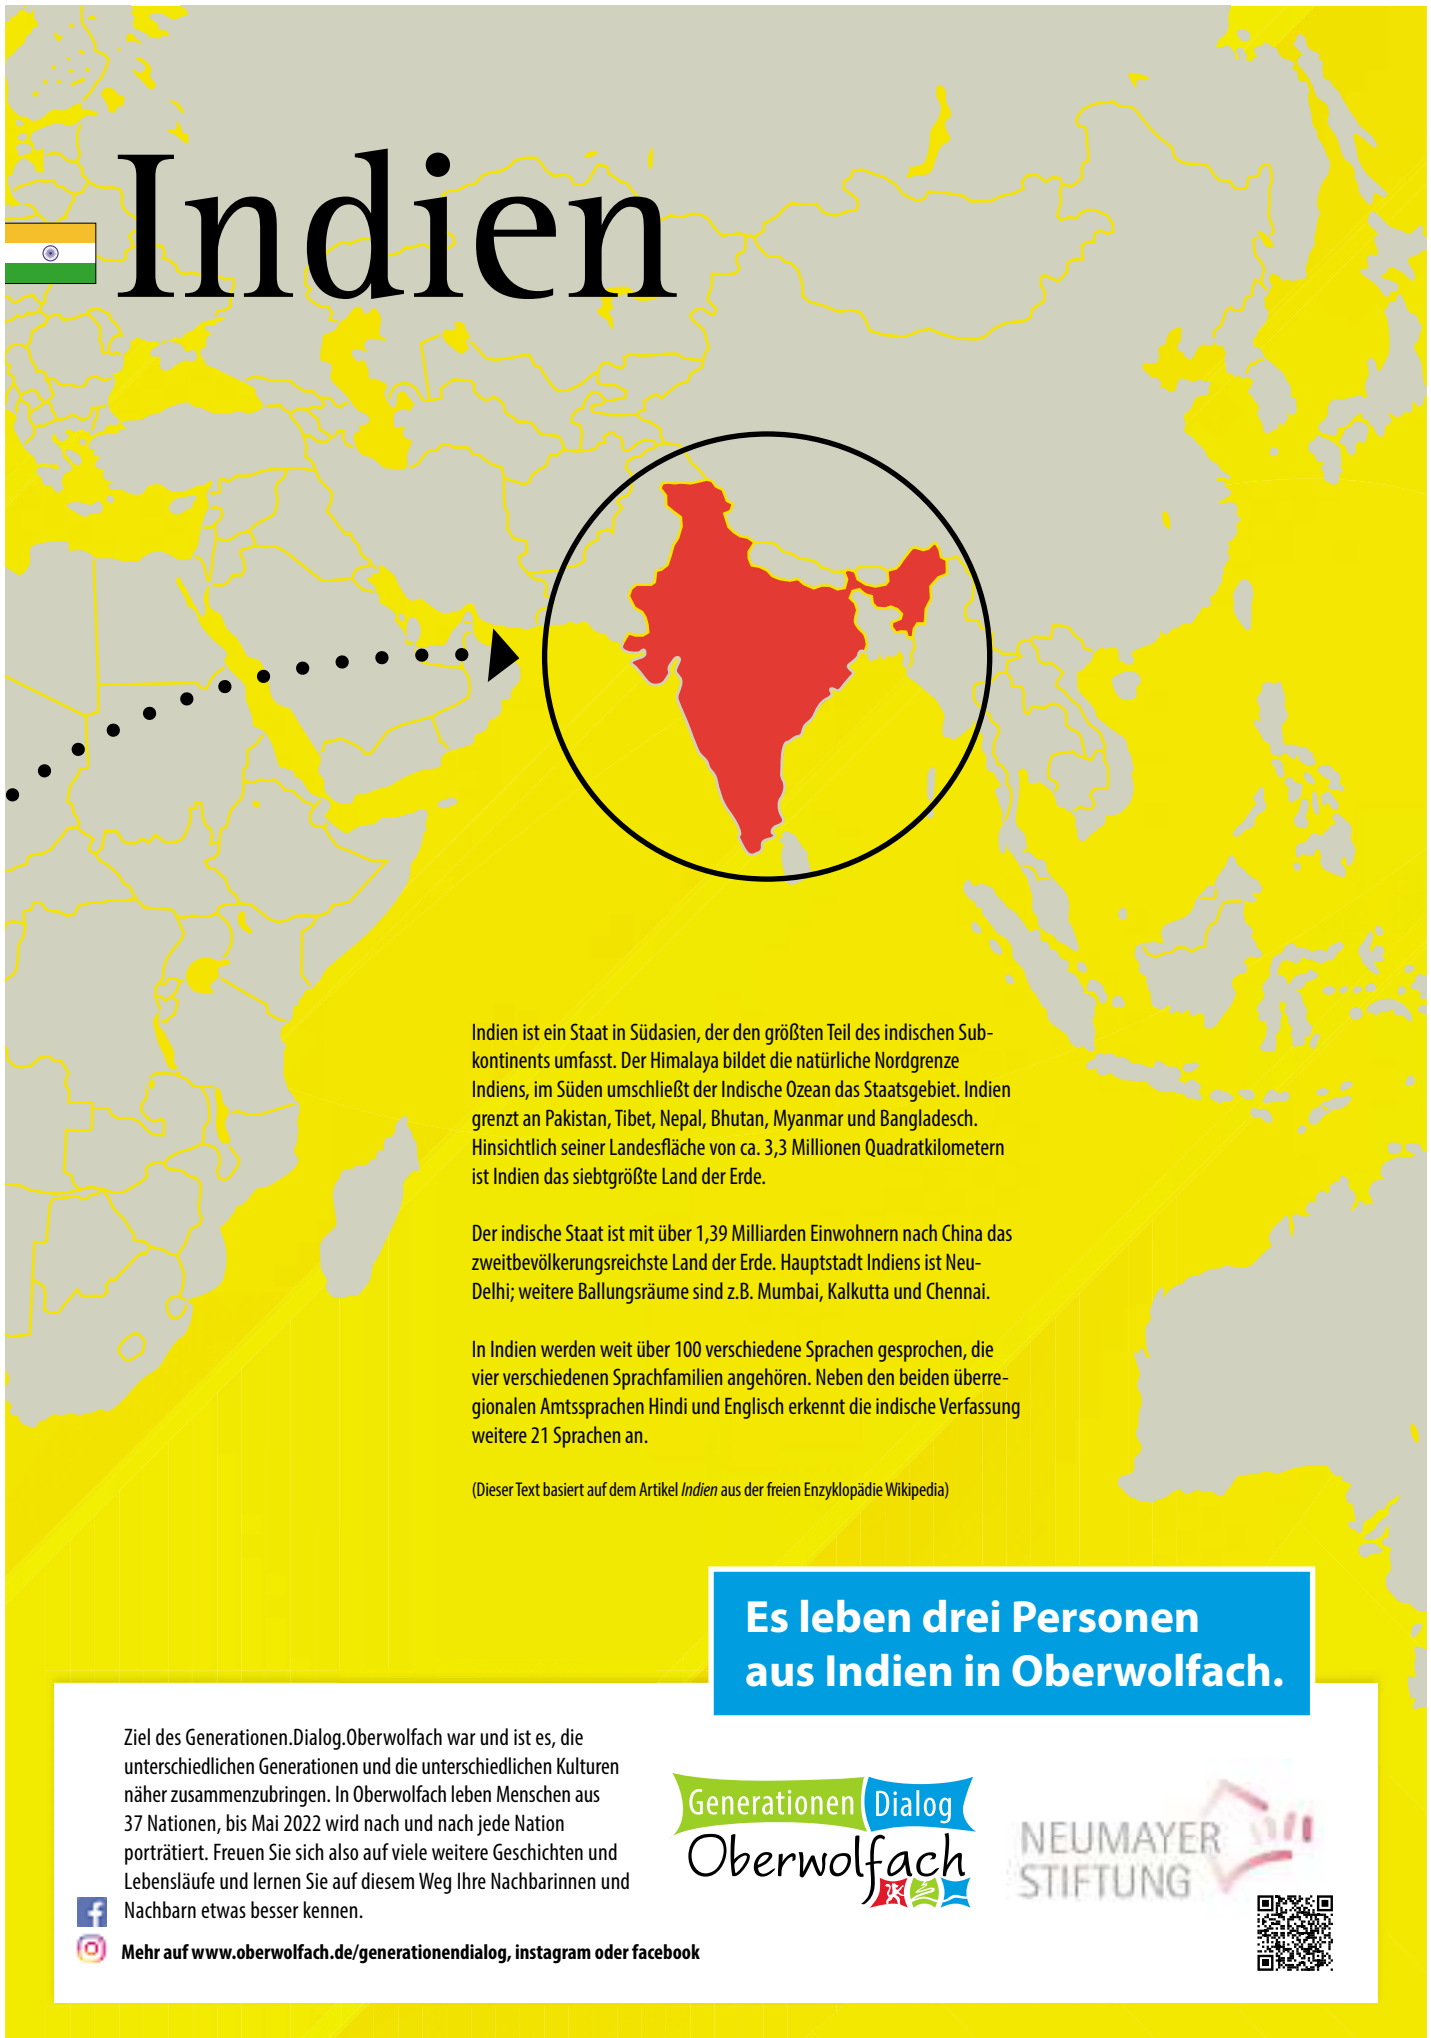 Indien
Indien ist ein Staat in Südasien, der den größten Teil des indischen Sub-
kontinents umfasst. Der Himalaya bildet die natürliche Nordgrenze
Indiens, im Süden umschließt der Indische Ozean das Staatsgebiet. Indien
grenzt an Pakistan, Tibet, Nepal, Bhutan, Myanmar und Bangladesch.
Hinsichtlich seiner Landesfläche von ca. 3,3 Millionen Quadratkilometern
ist Indien das siebtgrößte Land der Erde.
Der indische Staat ist mit über 1,39 Milliarden Einwohnern nach China das
zweitbevölkerungsreichste Land der Erde. Hauptstadt Indiens ist Neu-
Delhi; weitere Ballungsräume sind z.B. Mumbai, Kalkutta und Chennai.
In Indien werden weit über 100 verschiedene Sprachen gesprochen, die
vier verschiedenen Sprachfamilien angehören. Neben den beiden überre-
gionalen Amtssprachen Hindi und Englisch erkennt die indische Verfassung
weitere 21 Sprachen an.
(Dieser Text basiert auf dem Artikel Indien aus der freien Enzyklopädie Wikipedia)
Es leben drei Personen
aus Indien in Oberwolfach.
Ziel des Generationen.Dialog.Oberwolfach war und ist es, die
unterschiedlichen Generationen und die unterschiedlichen Kulturen
näher zusammenzubringen. In Oberwolfach leben Menschen aus
37 Nationen, bis Mai 2022 wird nach und nach jede Nation
porträtiert. Freuen Sie sich also auf viele weitere Geschichten und
Lebensläufe und lernen Sie auf diesem Weg Ihre Nachbarinnen und
Nachbarn etwas besser kennen.
Mehr auf www.oberwolfach.de/generationendialog, instagram oder facebook
Generationen Dialog
Oberwolfach
NEUMAYER
STIFTUNG